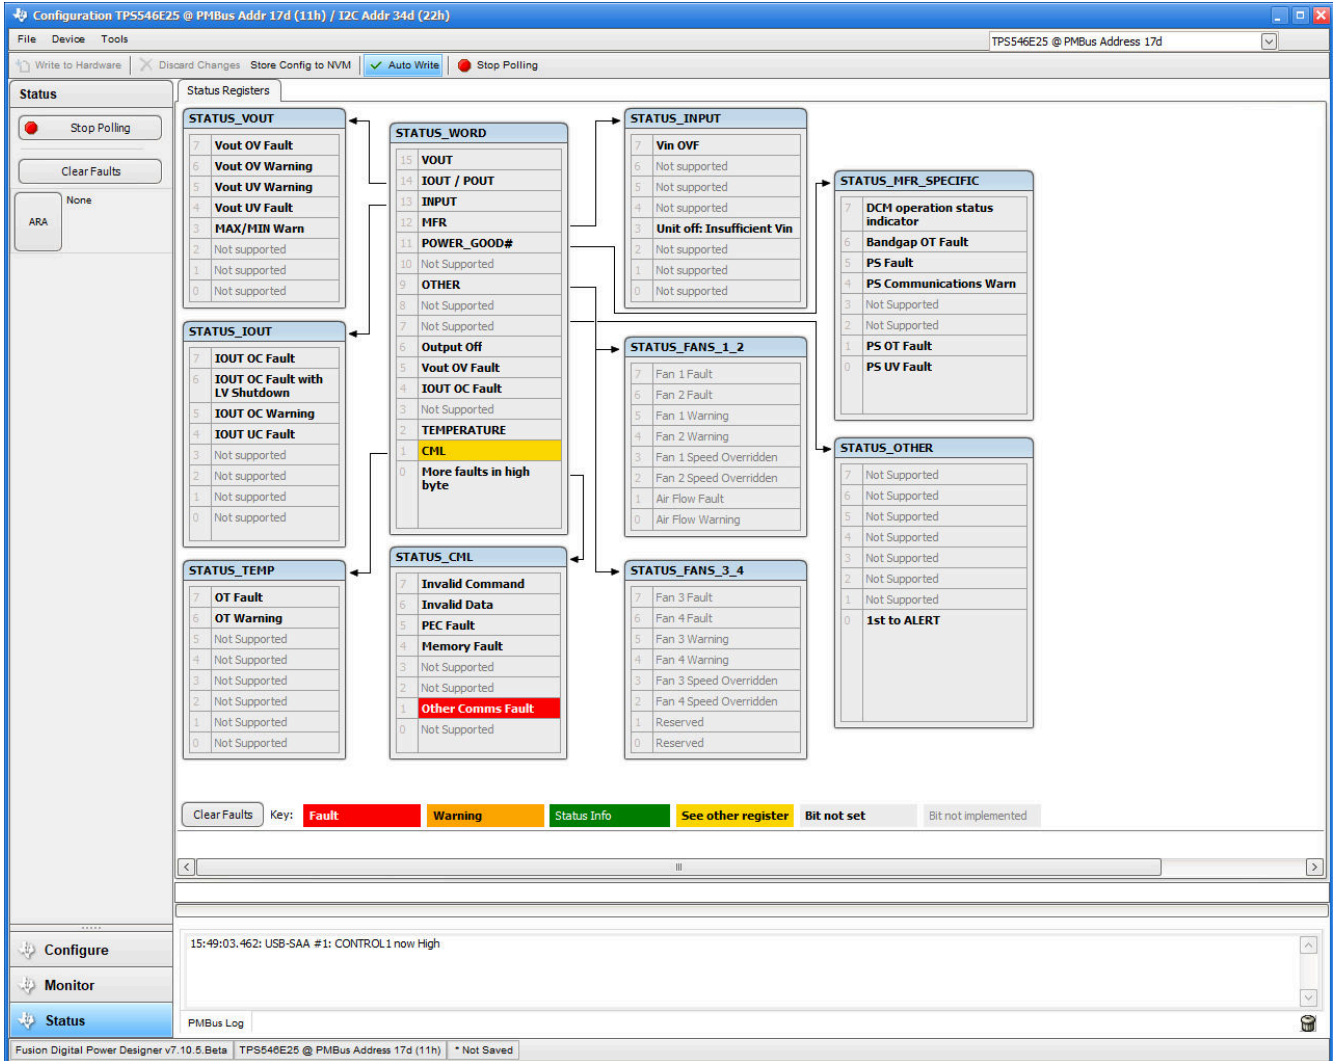 Configuration TPS546E25 @ PMBus Addr 17d (11h) / I2C Addr 34d (22h)
File Device Tools
TPS546E25 @ PMBus Address 17d
Write to Hardware Discard Changes Store Config to NVM Auto Write Stop Polling
Status
Stop Polling
Clear Faults
ARA
None
Status Registers
STATUS_VOUT
7 Vout OV Fault
6 Vout OV Warning
5 Vout UV Warning
4 Vout UV Fault
3 MAX/MIN Warn
2 Not supported
1 Not supported
0 Not supported
STATUS_IOUT
7 IOUT OC Fault
6 IOUT OC Fault with
LV Shutdown
5 IOUT OC Warning
4 IOUT UC Fault
3 Not supported
2 Not supported
1 Not supported
0 Not supported
STATUS_TEMP
7 OT Fault
6 OT Warning
5 Not Supported
4 Not Supported
3 Not Supported
2 Not Supported
1 Not Supported
0 Not Supported
STATUS_WORD
15 VOUT
14 IOUT / POUT
13 INPUT
12 MFR
11 POWER_GOOD#
10 Not Supported
9 OTHER
8 Not Supported
7 Not Supported
6 Output Off
5 Vout OV Fault
4 IOUT OC Fault
3 Not Supported
2 TEMPERATURE
1 CML
0 More faults in high
byte
STATUS_CML
7 Invalid Command
6 Invalid Data
5 PEC Fault
4 Memory Fault
3 Not Supported
2 Not Supported
1 Other Comms Fault
0 Not Supported
STATUS_INPUT
7 Vin OVF
6 Not supported
5 Not supported
4 Not supported
3 Unit off: Insufficient Vin
2 Not supported
1 Not supported
0 Not supported
STATUS_FANS_1_2
7 Fan 1 Fault
6 Fan 2 Fault
5 Fan 1 Warning
4 Fan 2 Warning
3 Fan 1 Speed Overridden
2 Fan 2 Speed Overridden
1 Air Flow Fault
0 Air Flow Warning
STATUS_FANS_3_4
7 Fan 3 Fault
6 Fan 4 Fault
5 Fan 3 Warning
4 Fan 4 Warning
3 Fan 3 Speed Overridden
2 Fan 4 Speed Overridden
1 Reserved
0 Reserved
STATUS_MFR_SPECIFIC
7 DCM operation status
indicator
6 Bandgap OT Fault
5 PS Fault
4 PS Communications Warn
3 Not Supported
2 Not Supported
1 PS OT Fault
0 PS UV Fault
STATUS_OTHER
7 Not Supported
6 Not Supported
5 Not Supported
4 Not Supported
3 Not Supported
2 Not Supported
1 Not Supported
0 1st to ALERT
Clear Faults Key: Fault Warning Status Info See other register Bit not set Bit not implemented
Configure
Monitor
Status
15:49:03.462: USB-SAA #1: CONTROL1 now High
PMBus Log
Fusion Digital Power Designer v7.10.5.Beta TPS546E25 @ PMBus Address 17d (11h) * Not Saved